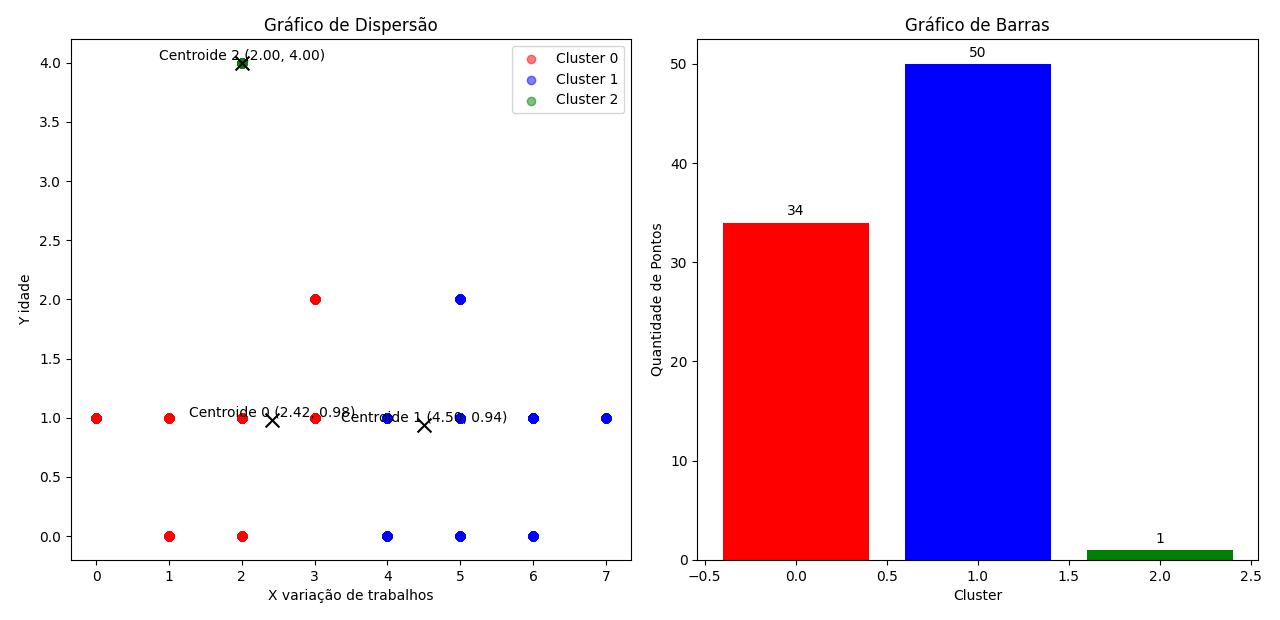 Gráfico de Dispersão
Centroide 2 (2.00, 4.00)
Cluster 0
Cluster 1
Cluster 2
Centroide 0 (2.42, 0.98)
Centroide 1 (4.50, 0.94)
4.0
3.5
3.0
2.5
2.0
1.5
1.0
0.5
0.0
Y idade
0 1 2 3 4 5 6 7
X variação de trabalhos
Gráfico de Barras
50
34
1
50
40
30
20
10
0
Quantidade de Pontos
−0.5 0.0 0.5 1.0 1.5 2.0 2.5
Cluster